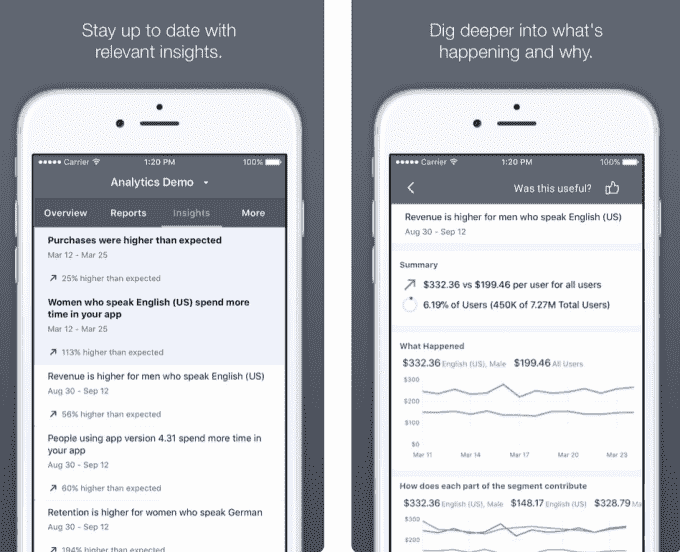 Stay up to date with
relevant insights.
Carrier
1:20 PM
100%
Analytics Demo
Overview
Reports
Insights
More
Purchases were higher than expected
Mar 12 - Mar 25
25% higher than expected
Women who speak English (US) spend more
time in your app
Mar 12 - Mar 25
113% higher than expected
Revenue is higher for men who speak English (US)
Aug 30 - Sep 12
56% higher than expected
People using app version 4.31 spend more time in
your app
Aug 30 - Sep 12
60% higher than expected
Retention is higher for women who speak German
Aug 30 - Sep 12
194% higher than expected
Dig deeper into what's
happening and why.
Carrier
1:20 PM
100%
Was this useful?
Revenue is higher for men who speak English (US)
Aug 30 - Sep 12
Summary
$332.36 vs $199.46 per user for all users
6.19% of Users (450K of 7.27M Total Users)
What Happened
$332.36 English (US), Male $199.46 All Users
$300
$200
$100
$0
Mar 11 Mar 14 Mar 17 Mar 20 Mar 23
How does each part of the segment contribute
$332.36 English (US), Male $148.17 English (US) $328.79 Ma
$300
$200